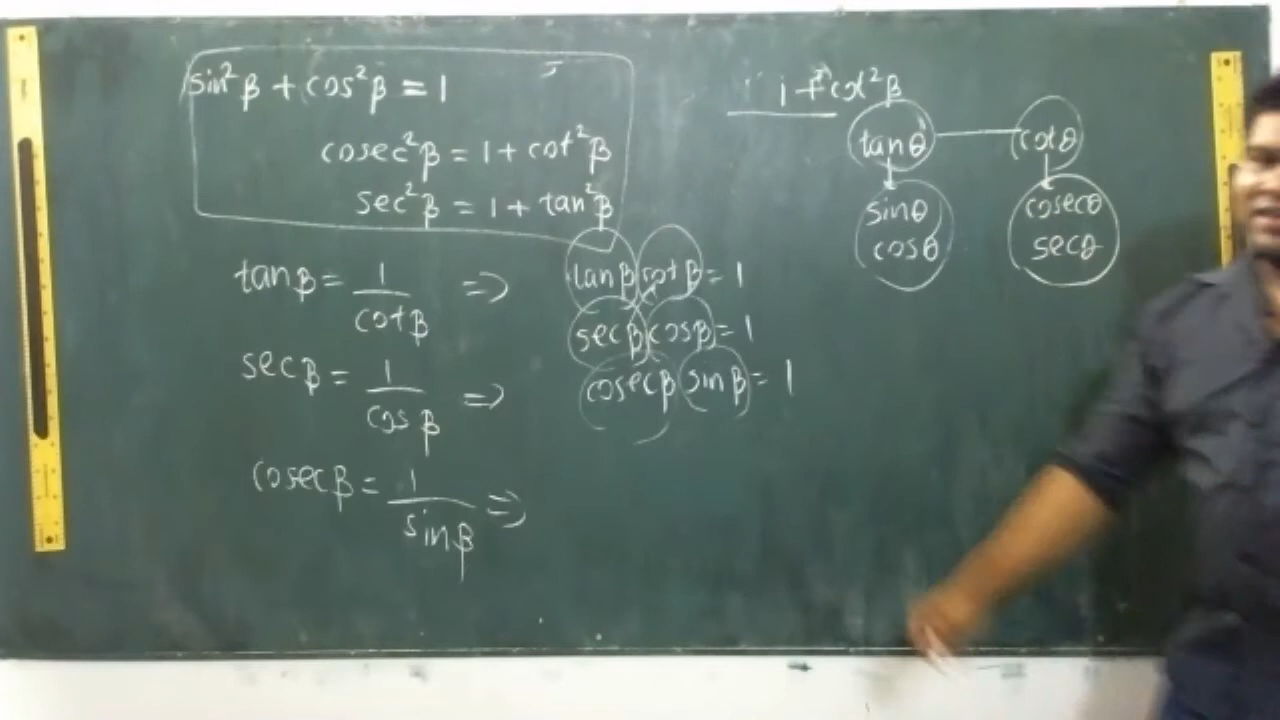 sin²β + cos²β = 1
cosec²β = 1 + cot²β
sec²β = 1 + tan²β
tanβ = 1/cotβ ⇒ tanβ cotβ = 1
secβ = 1/cosβ ⇒ secβ cosβ = 1
cosecβ sinβ = 1
cosecβ = 1/sinβ ⇒
1 + cot²β
tanθ cotθ
sinθ cosecθ
cosθ secθ